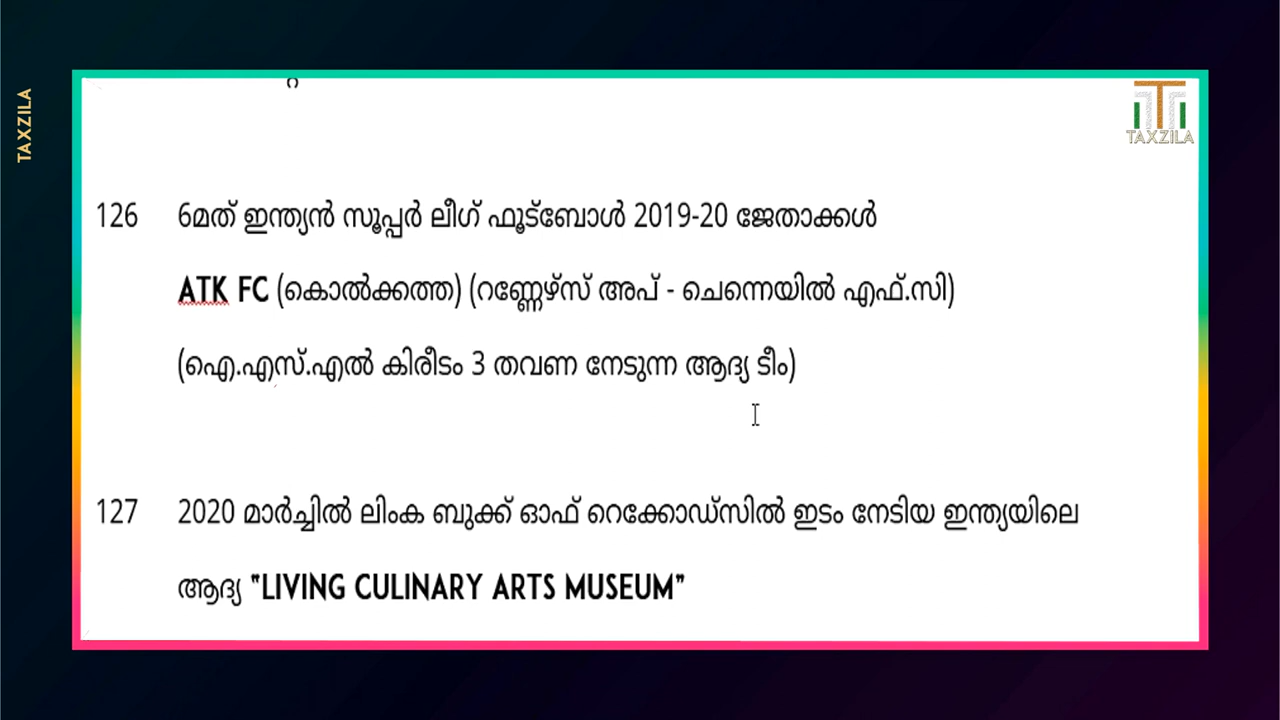 TAXZILA
TAXZILA
126 6മത് ഇന്ത്യൻ സൂപ്പർ ലീഗ് ഫൂട്ബോൾ 2019-20 ജേതാക്കൾ
ATK FC (കൊൽക്കത്ത) (റണ്ണേഴ്സ് അപ് - ചെന്നെയിൽ എഫ്.സി)
(ഐ.എസ്.എൽ കിരീടം 3 തവണ നേടുന്ന ആദ്യ ടീം)
127 2020 മാർച്ചിൽ ലിംക ബുക്ക് ഓഫ് റെക്കോഡ്സിൽ ഇടം നേടിയ ഇന്ത്യയിലെ
ആദ്യ "LIVING CULINARY ARTS MUSEUM"